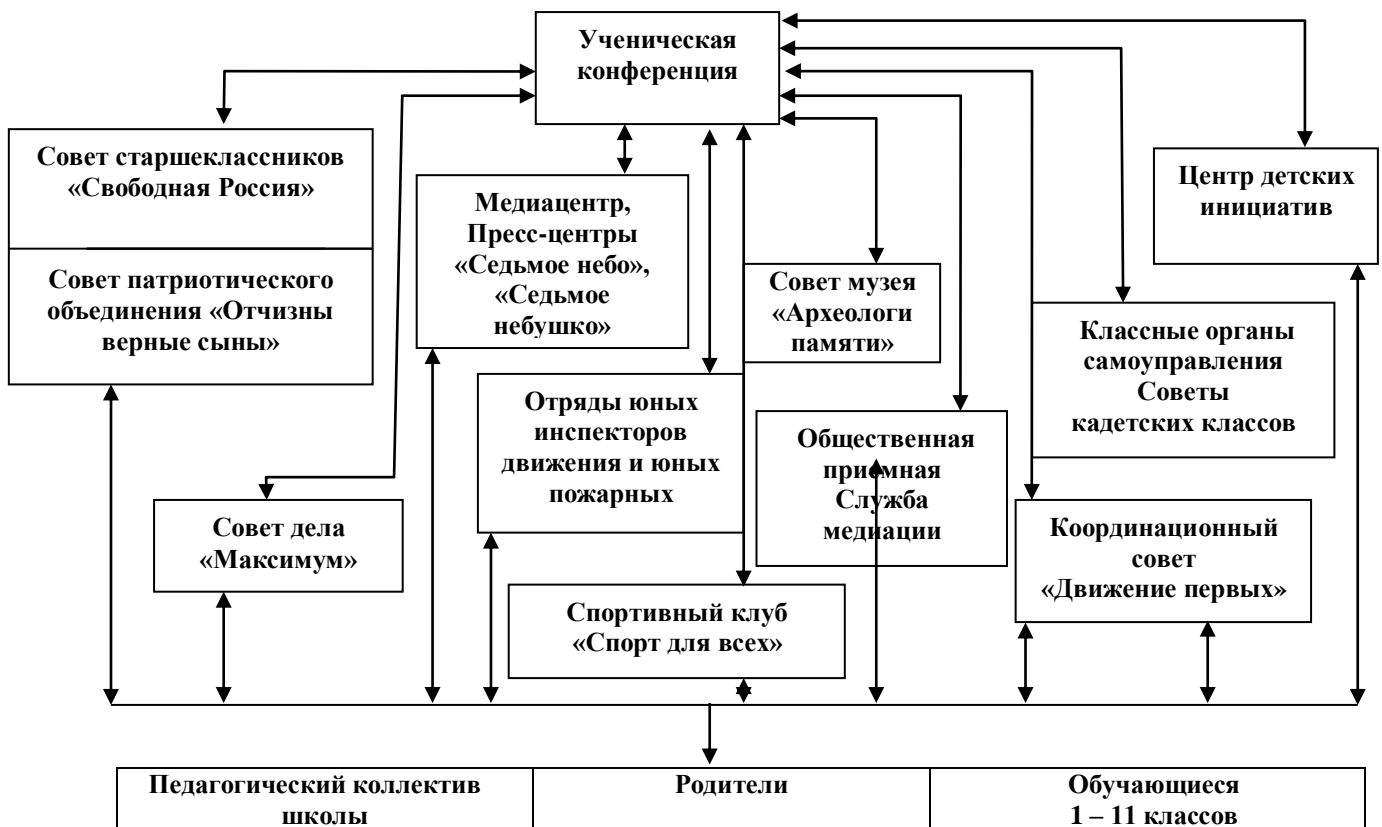 Ученическая
конференция
Совет старшеклассников
«Свободная Россия»
Совет патриотического
объединения «Отчизны
верные сыны»
Медиацентр,
Пресс-центры
«Седьмое небо»,
«Седьмое
небушко»
Совет музея
«Археологи
памяти»
Центр детских
инициатив
Классные органы
самоуправления
Советы
кадетских классов
Отряды юных
инспекторов
движения и юных
пожарных
Общественная
приемная
Служба
медиации
Совет дела
«Максимум»
Координационный
совет
«Движение первых»
Спортивный клуб
«Спорт для всех»
Педагогический коллектив
школы
Родители
Обучающиеся
1 – 11 классов